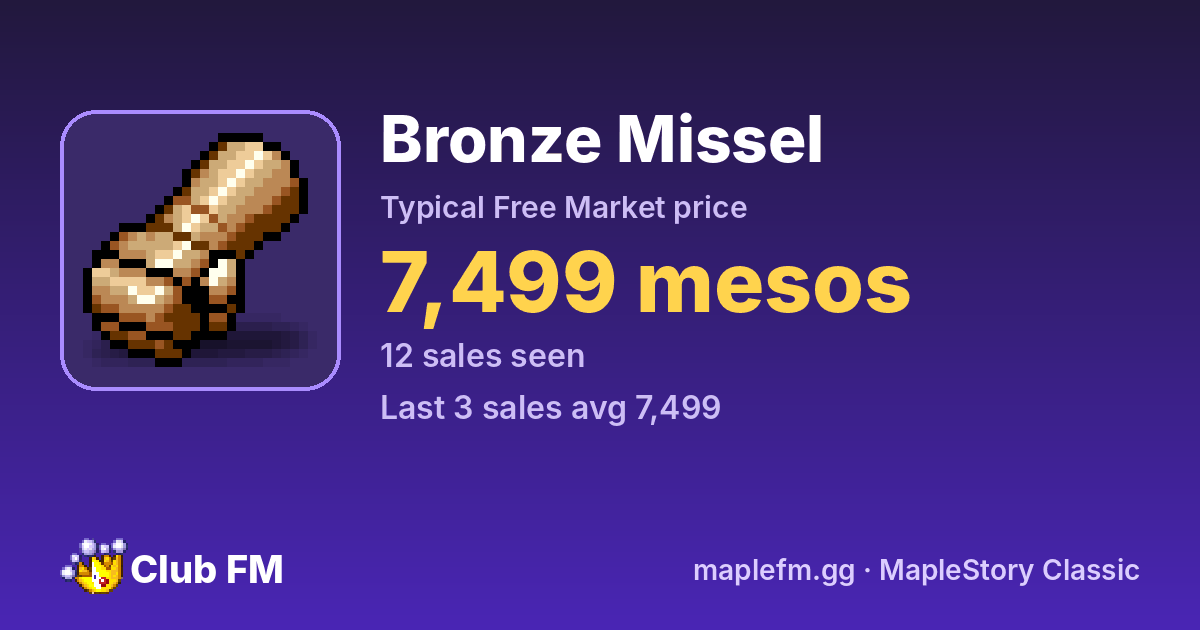 Bronze Missel
Typical Free Market price
7,499 mesos
12 sales seen
Last 3 sales avg 7,499
Club FM
maplefm.gg · MapleStory Classic